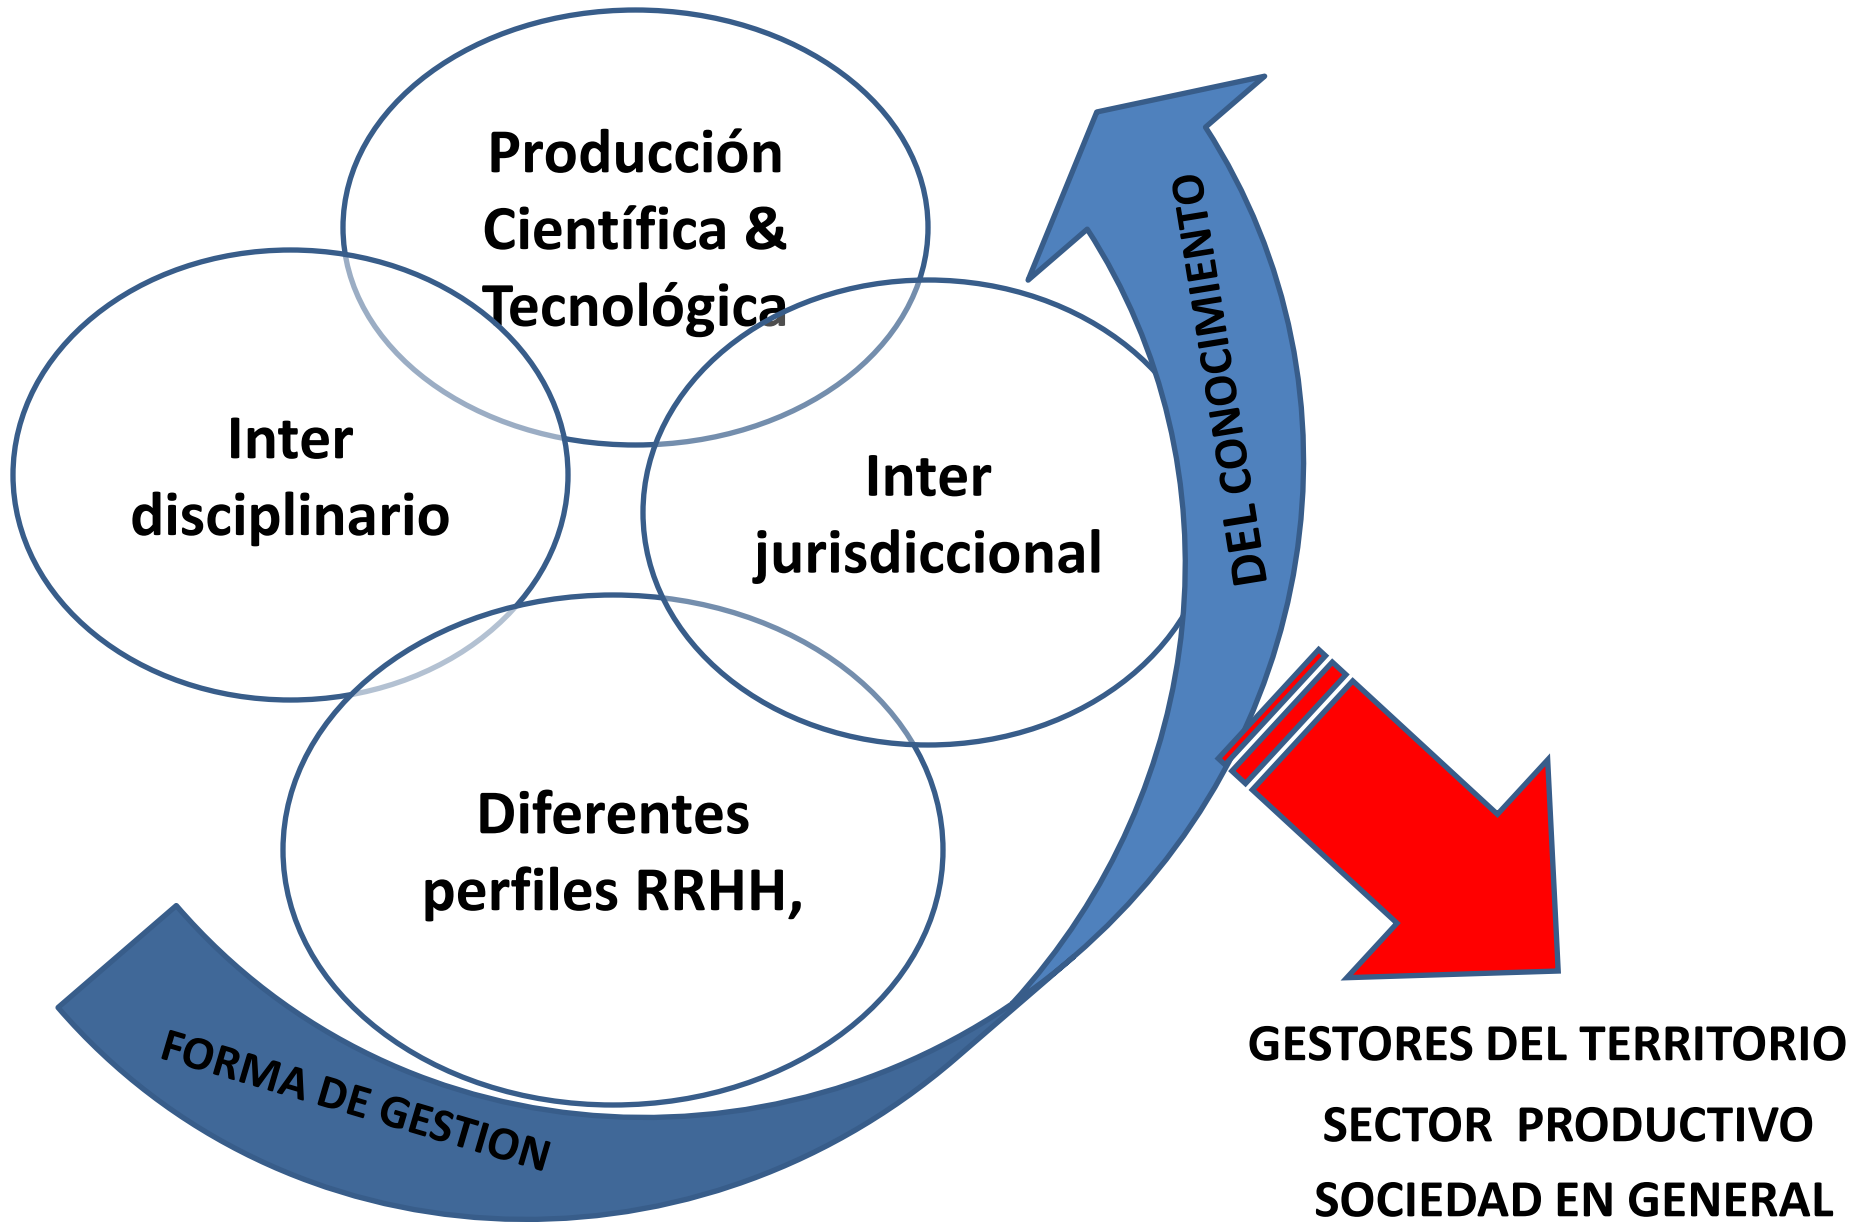 Producción
Científica &
Tecnológica
Inter
disciplinario
Inter
jurisdiccional
Diferentes
perfiles RRHH,
FORMA DE GESTION
DEL CONOCIMIENTO
GESTORES DEL TERRITORIO
SECTOR  PRODUCTIVO
SOCIEDAD EN GENERAL